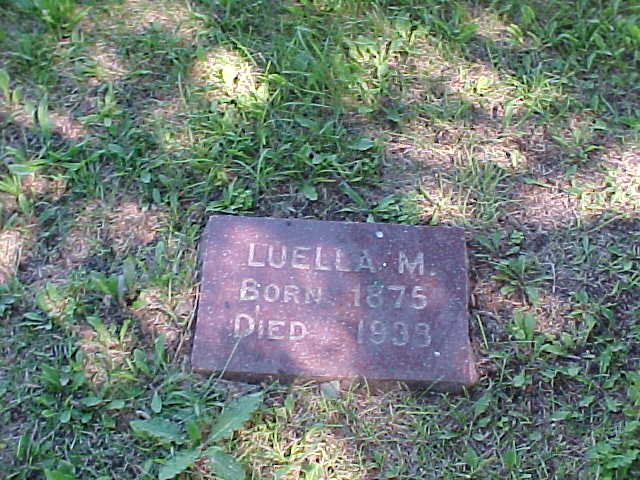 LUELLA M.
BORN 1875
DIED 1938